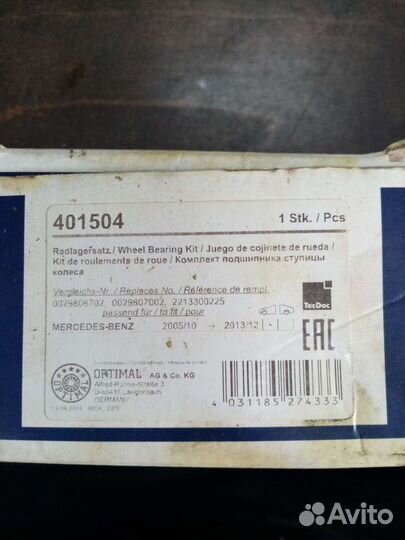 401504 1 Stk. / Pcs
Radlagersatz / Wheel Bearing Kit / Juego de cojinete de rueda /
Kit de roulements de roue / Комплект подшипника ступицы
колеса
Vergleichs-Nr. / Replaces No. / Référence de rempl.
0029806702, 0029807002, 2213300225
passend für / to fit / pour
MERCEDES-BENZ 2005/10 → 2013/12
TecDoc
EAC
OPTIMAL
OPTIMAL AG & Co. KG
Alfred-Kühne-Straße 3
D-85416 Langenbach
GERMANY
4 031185 274333
Avito